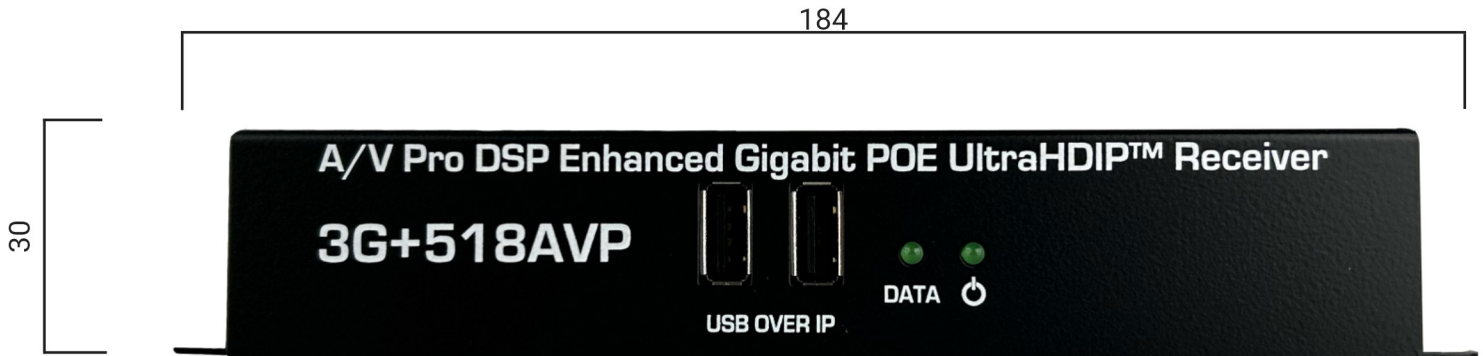 184
30
A/V Pro DSP Enhanced Gigabit POE UltraHDIP™ Receiver
3G+518AVP
DATA
USB OVER IP